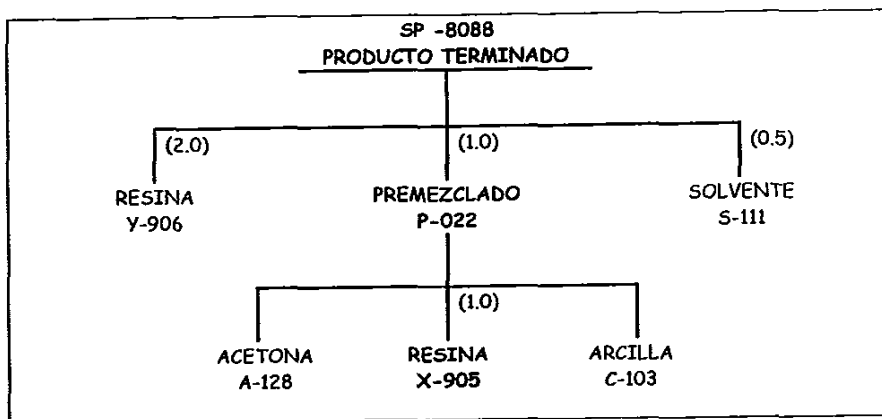 SP -8088
PRODUCTO TERMINADO
(2.0)
(1.0)
(0.5)
RESINA
Y-906
PREMEZCLADO
P-022
SOLVENTE
S-111
(1.0)
ACETONA
A-128
RESINA
X-905
ARCILLA
C-103